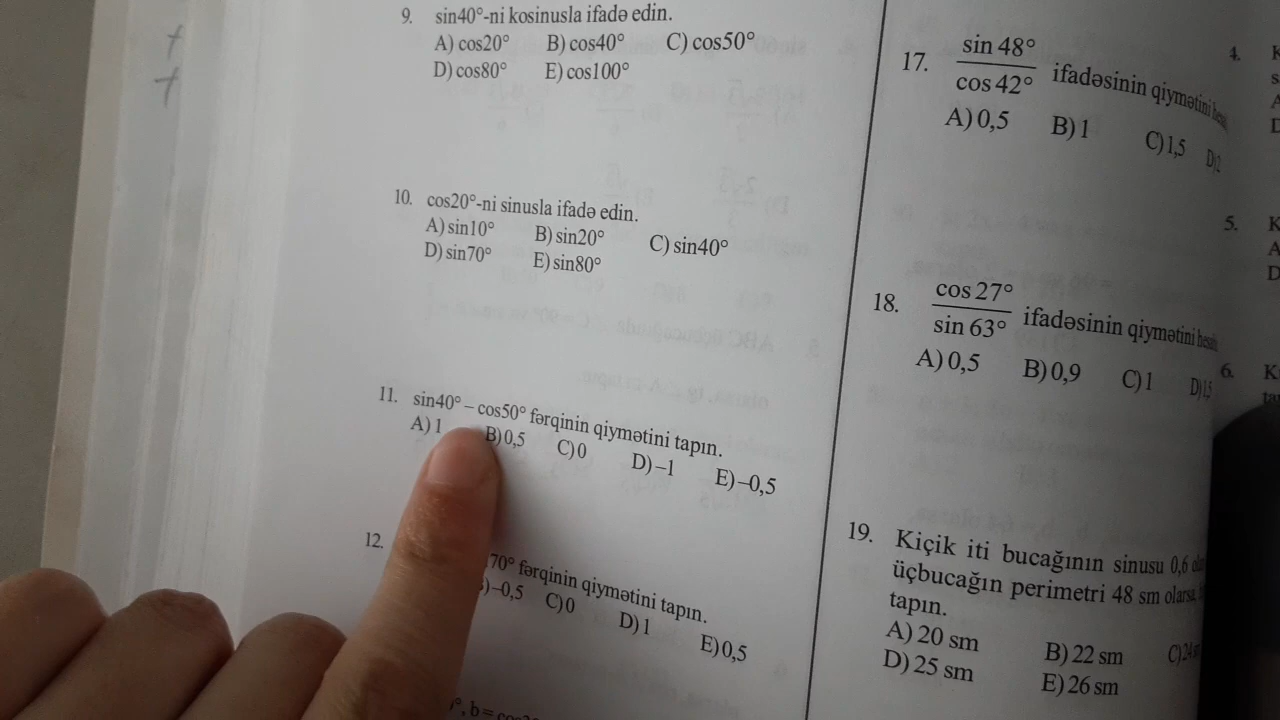 9. sin40°-ni kosinusla ifadə edin.
A) cos20° B) cos40° C) cos50°
D) cos80° E) cos100°
10. cos20°-ni sinusla ifadə edin.
A) sin10° B) sin20° C) sin40°
D) sin70° E) sin80°
11. sin40° – cos50° fərqinin qiymətini tapın.
A) 1 B) 0,5 C) 0 D) –1 E) –0,5
12. 70° fərqinin qiymətini tapın.
–0,5 C) 0 D) 1 E) 0,5
, b =
17. sin 48° / cos 42° ifadəsinin qiymətini
A) 0,5 B) 1 C) 1,5 D) 2
18. cos 27° / sin 63° ifadəsinin qiymətini
A) 0,5 B) 0,9 C) 1 D) 1,5
19. Kiçik iti bucağının sinusu 0,6
üçbucağın perimetri 48 sm olarsa
tapın.
A) 20 sm B) 22 sm C) 24
D) 25 sm E) 26 sm
4.
5.
6.